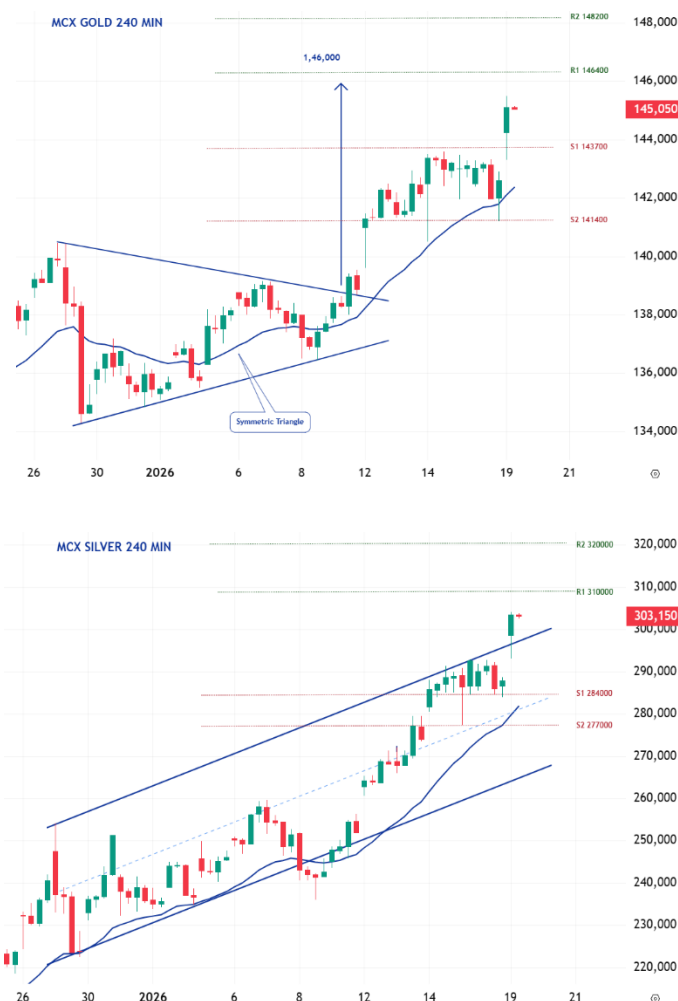 MCX GOLD 240 MIN
R2 148200
148,000
1,46,000
R1 146400
146,000
145,050
144,000
S1 143700
142,000
S2 141400
140,000
138,000
136,000
Symmetric Triangle
134,000
26 30 2026 6 12 14 19 21
MCX SILVER 240 MIN
R2 320000
320,000
310,000
R1 310000
303,150
300,000
290,000
S1 284000
280,000
S2 277000
270,000
260,000
250,000
240,000
230,000
220,000
26 30 2026 6 12 14 19 21